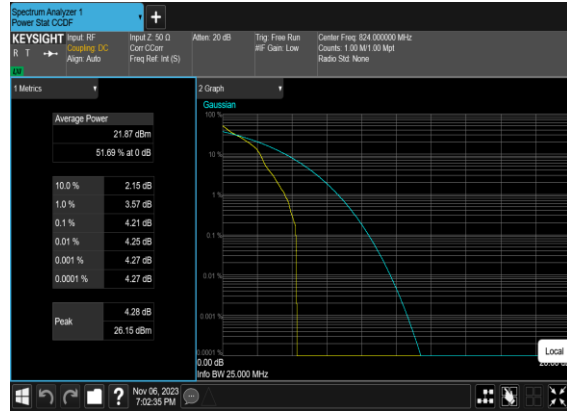 Spectrum Analyzer 1
Power Stat CCDF
KEYSIGHT
R T
LXI
Input: RF
Coupling: DC
Align: Auto
Input Z: 50 Ω
Corr CCorr
Freq Ref: Int (S)
Atten: 20 dB
Trig: Free Run
#IF Gain: Low
Center Freq: 824.000000 MHz
Counts: 1.00 M/1.00 Mpt
Radio Std: None
1 Metrics
Average Power
21.87 dBm
51.69 % at 0 dB
10.0 % 2.15 dB
1.0 % 3.57 dB
0.1 % 4.21 dB
0.01 % 4.25 dB
0.001 % 4.27 dB
0.0001 % 4.27 dB
Peak 4.28 dB
26.15 dBm
2 Graph
Gaussian
100 %
10 %
1 %
0.1 %
0.01 %
0.001 %
0.0001 %
0.00 dB
Info BW 25.000 MHz
Local
Nov 06, 2023
7:02:35 PM